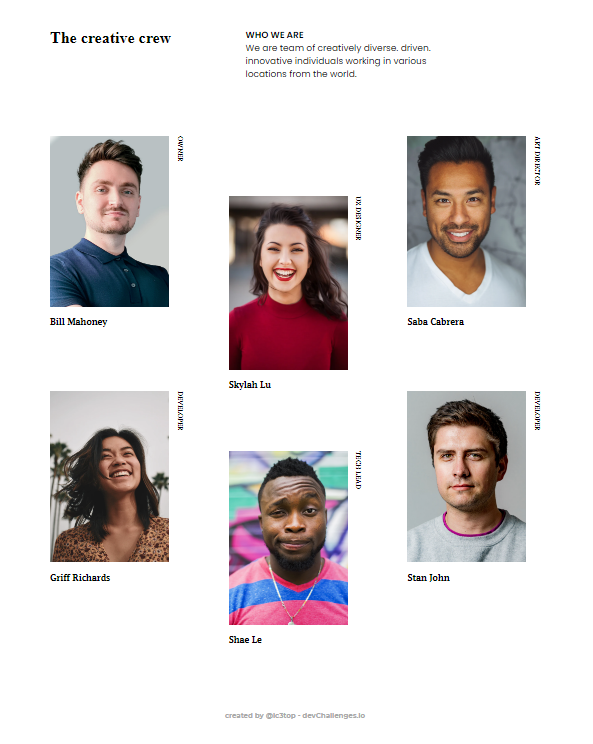 The creative crew
WHO WE ARE
We are team of creatively diverse. driven.
innovative individuals working in various
locations from the world.
OWNER
Bill Mahoney
UX DESIGNER
Skylah Lu
ART DIRECTOR
Saba Cabrera
DEVELOPER
Griff Richards
TECH LEAD
Shae Le
DEVELOPER
Stan John
created by @ic3top - devChallenges.io